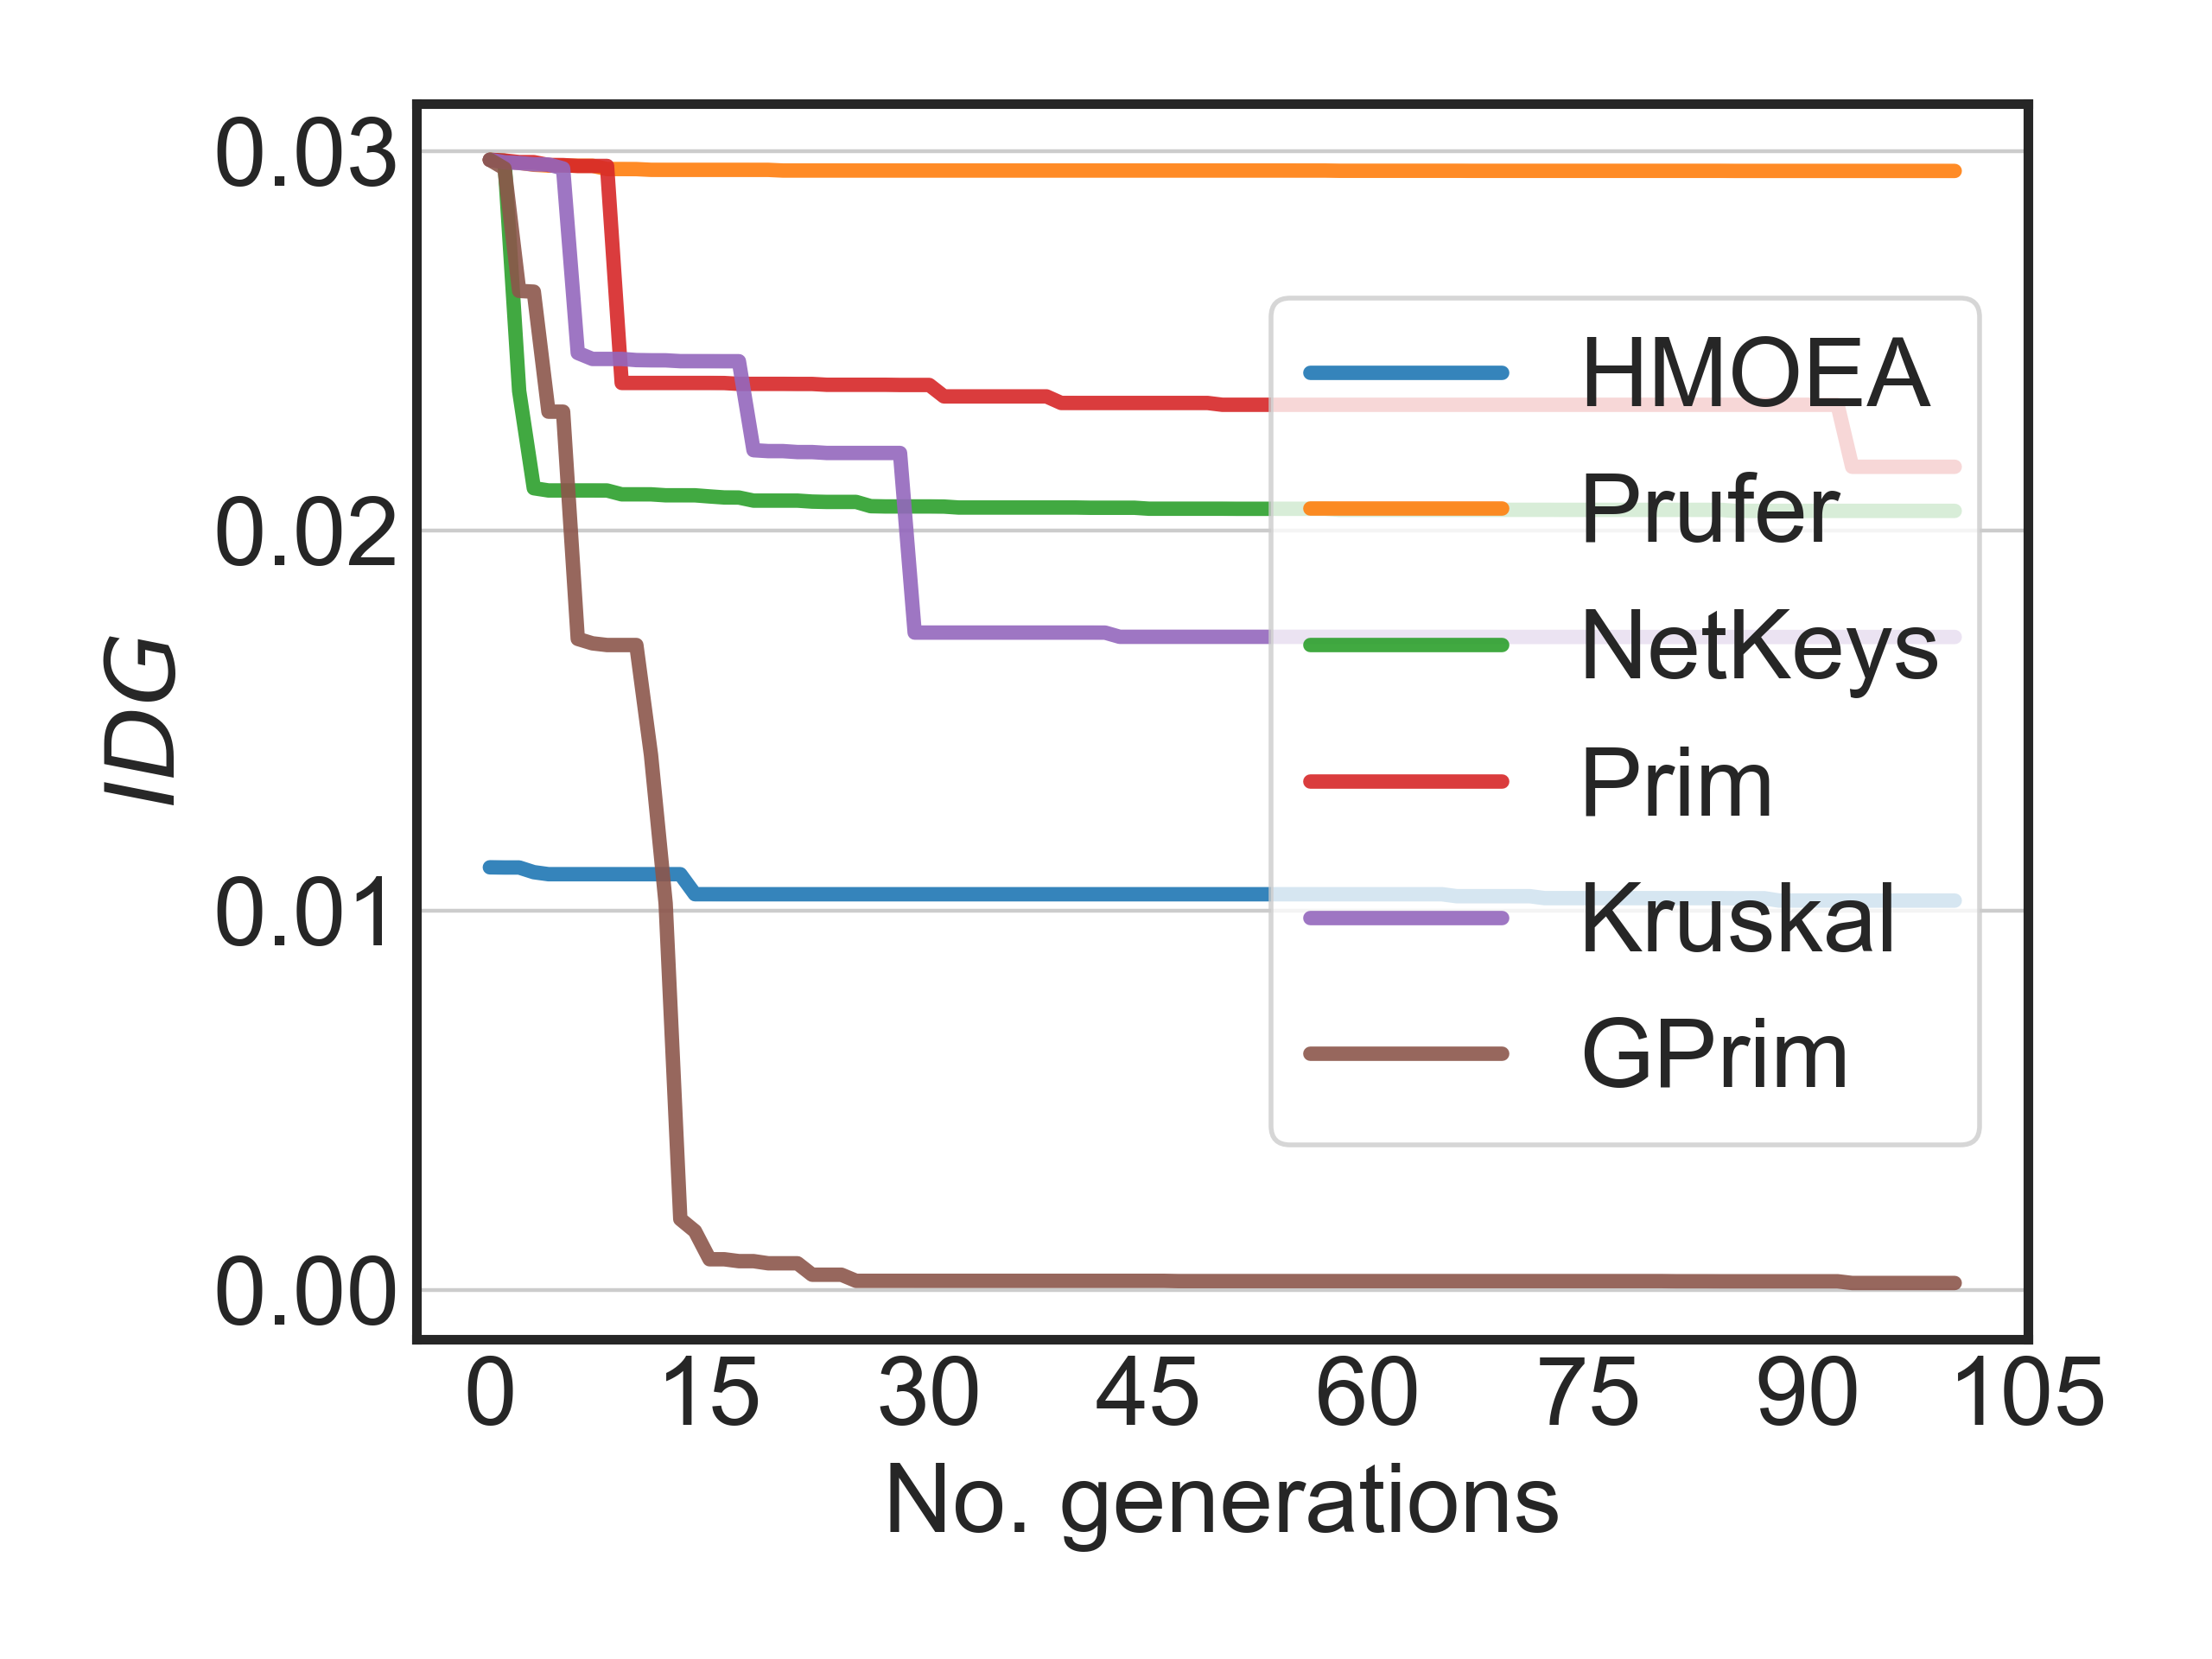 0.03
0.02
0.01
0.00
IDG
0
15
30
45
60
75
90
105
No. generations
HMOEA
Prufer
NetKeys
Prim
Kruskal
GPrim